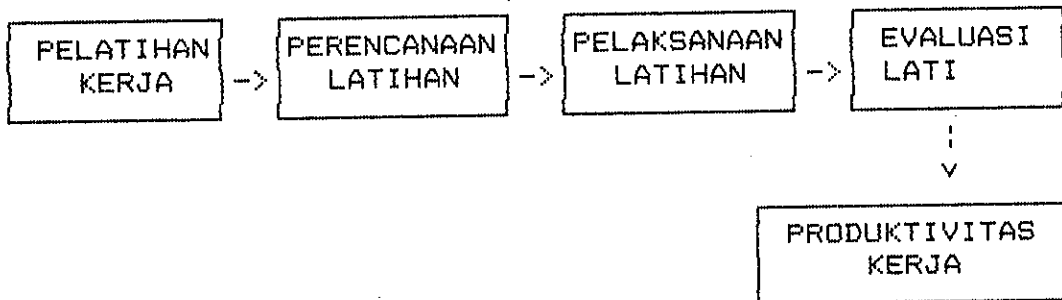 PELATIHAN
KERJA
->
PERENCANAAN
LATIHAN
->
PELAKSANAAN
LATIHAN
->
EVALUASI
LATI
PRODUKTIVITAS
KERJA